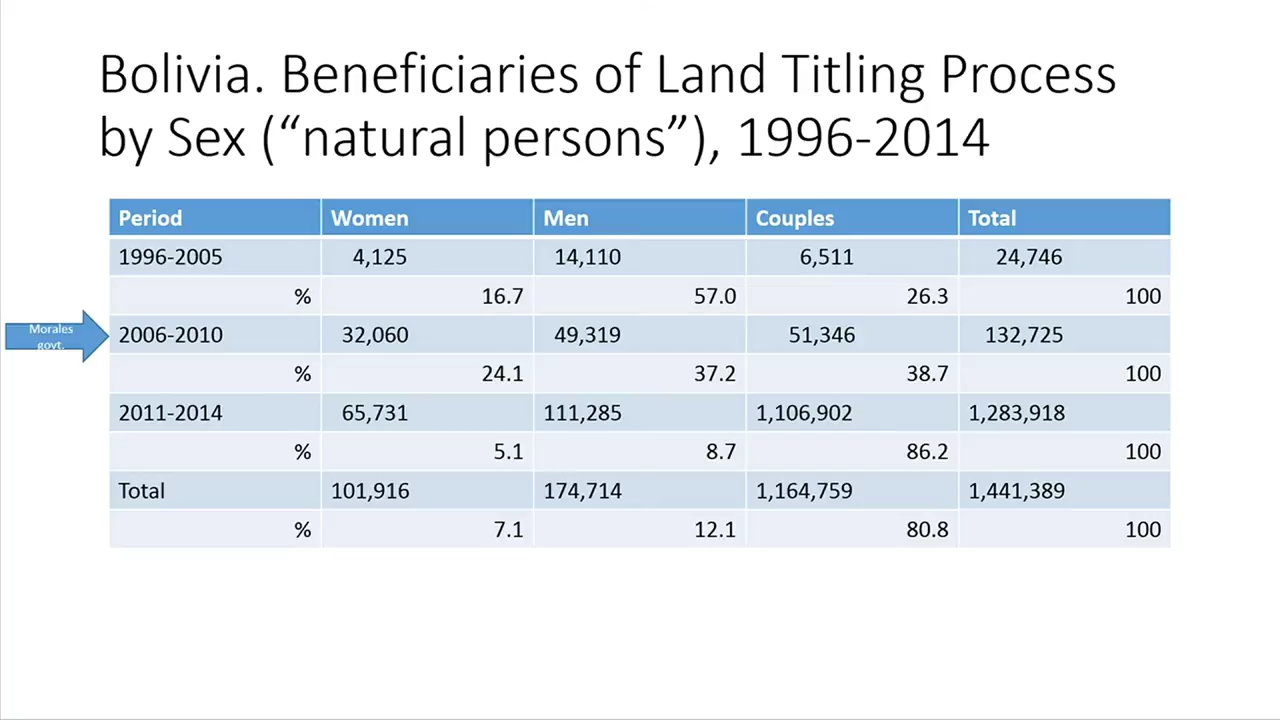 Bolivia. Beneficiaries of Land Titling Process
by Sex (“natural persons”), 1996-2014
Period Women Men Couples Total
1996-2005 4,125 14,110 6,511 24,746
% 16.7 57.0 26.3 100
Morales
govt.
2006-2010 32,060 49,319 51,346 132,725
% 24.1 37.2 38.7 100
2011-2014 65,731 111,285 1,106,902 1,283,918
% 5.1 8.7 86.2 100
Total 101,916 174,714 1,164,759 1,441,389
% 7.1 12.1 80.8 100